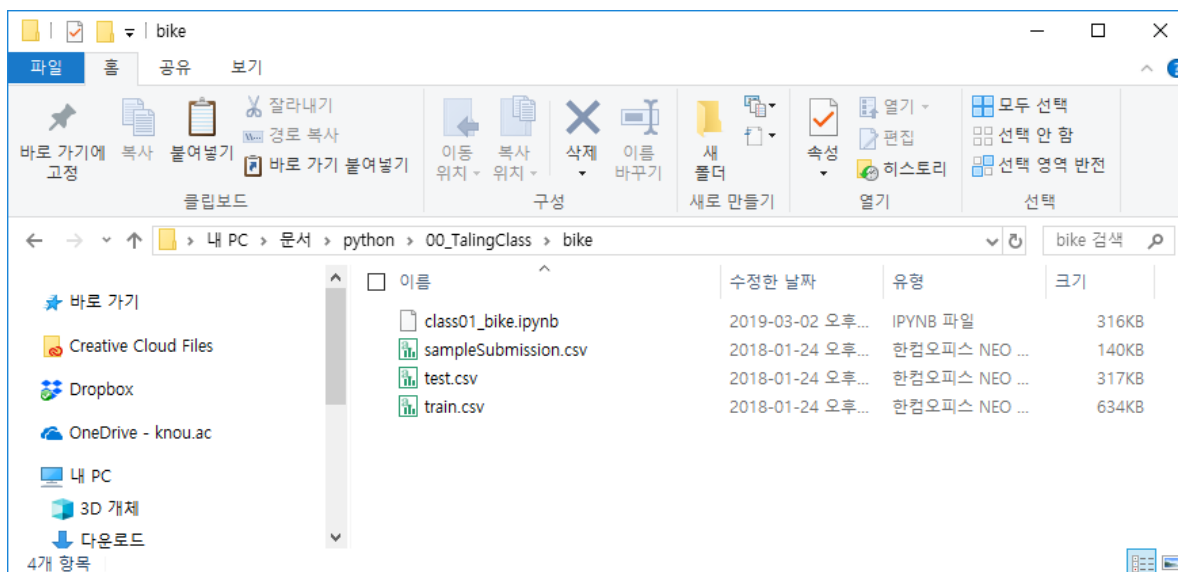 bike
파일 홈 공유 보기
바로 가기에 고정
복사
붙여넣기
잘라내기
경로 복사
바로 가기 붙여넣기
클립보드
이동 위치
복사 위치
삭제
이름 바꾸기
구성
새 폴더
새로 만들기
속성
열기
편집
히스토리
열기
모두 선택
선택 안 함
선택 영역 반전
선택
내 PC > 문서 > python > 00_TalingClass > bike
bike 검색
바로 가기
Creative Cloud Files
Dropbox
OneDrive - knou.ac
내 PC
3D 개체
다운로드
이름 수정한 날짜 유형 크기
class01_bike.ipynb 2019-03-02 오후... IPYNB 파일 316KB
sampleSubmission.csv 2018-01-24 오후... 한컴오피스 NEO ... 140KB
test.csv 2018-01-24 오후... 한컴오피스 NEO ... 317KB
train.csv 2018-01-24 오후... 한컴오피스 NEO ... 634KB
4개 항목